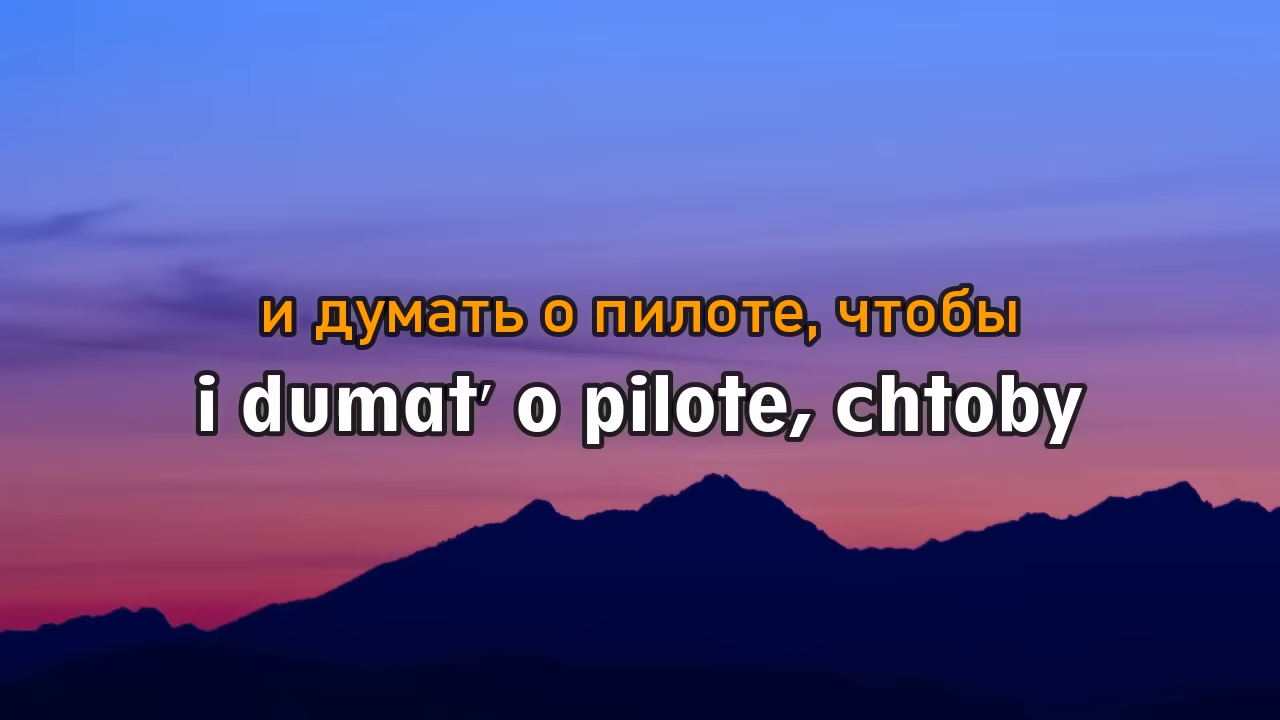 и думать о пилоте, чтобы
i dumat' o pilote, chtoby